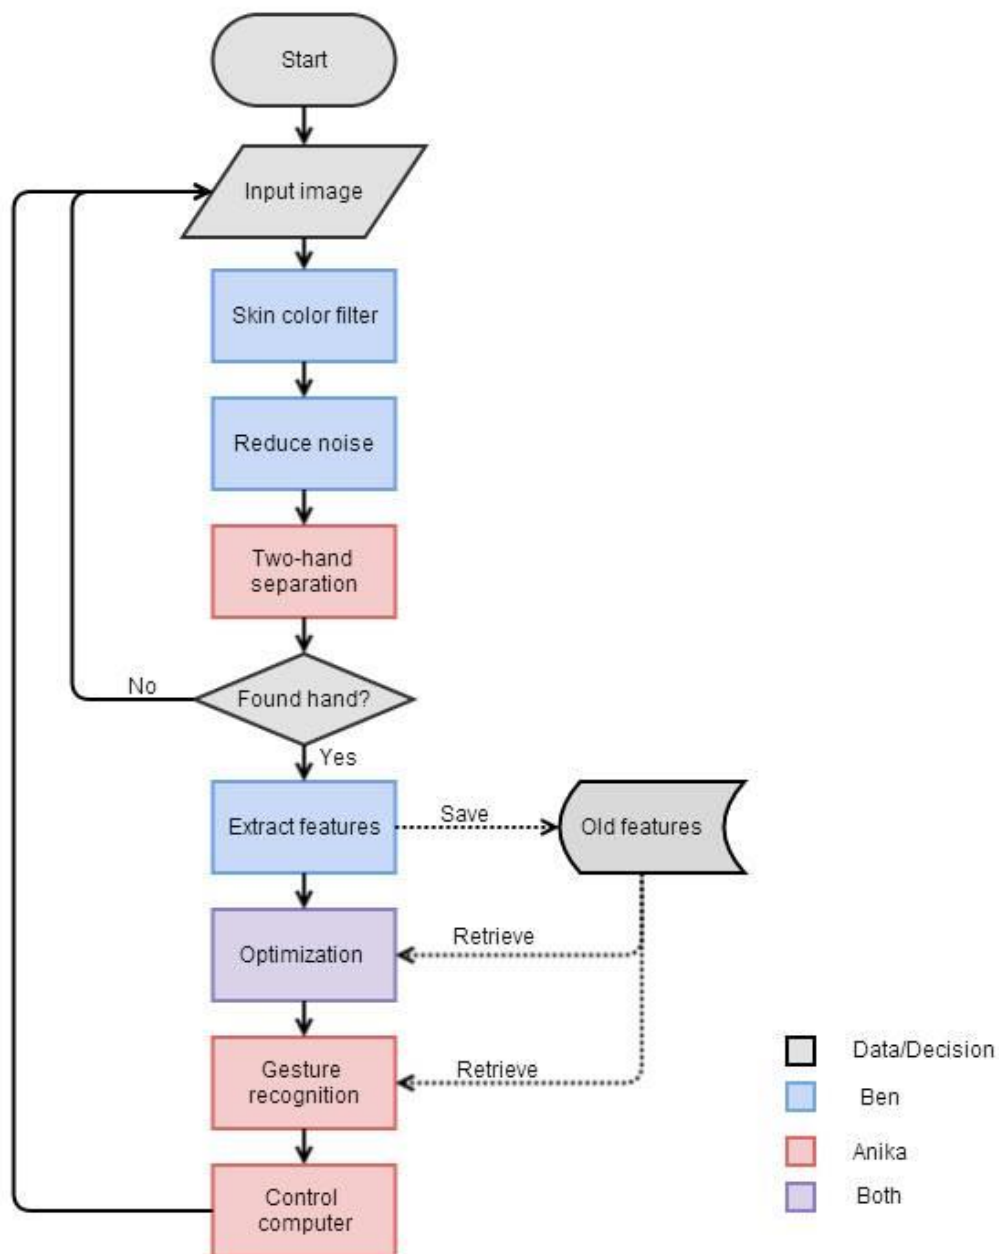 Start
Input image
Skin color filter
Reduce noise
Two-hand
separation
Found hand?
No
Yes
Extract features
Save
Old features
Optimization
Retrieve
Gesture
recognition
Retrieve
Control
computer
Data/Decision
Ben
Anika
Both